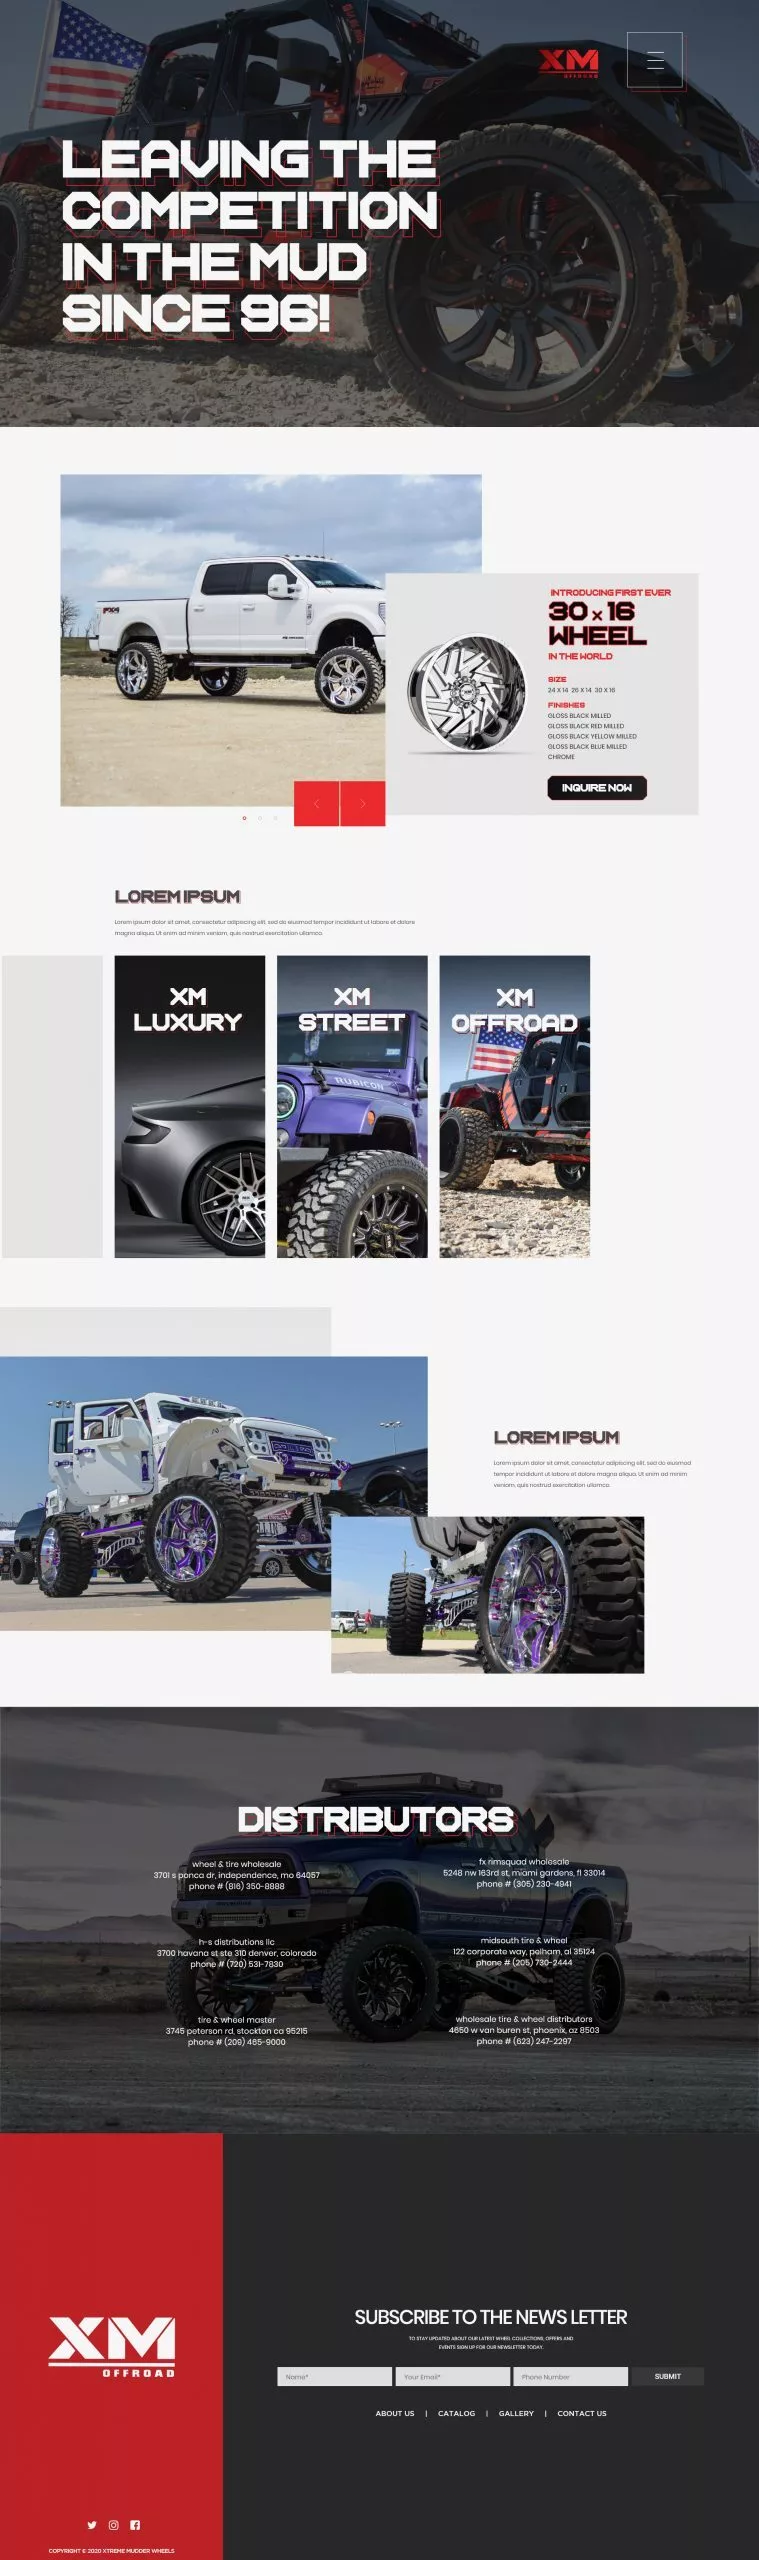 XM
OFFROAD
LEAVING THE
COMPETITION
IN THE MUD
SINCE 96!
FX4
INTRODUCING FIRST EVER
30 x 16
WHEEL
IN THE WORLD
SIZE
24 X 14 26 X 14 30 X 16
FINISHES
GLOSS BLACK MILLED
GLOSS BLACK RED MILLED
GLOSS BLACK YELLOW MILLED
GLOSS BLACK BLUE MILLED
CHROME
INQUIRE NOW
LOREM IPSUM
Lorem ipsum dolor sit amet, consectetur adipiscing elit, sed do eiusmod tempor incididunt ut labore et dolore
magna aliqua. Ut enim ad minim veniam, quis nostrud exercitation ullamco.
XM
LUXURY
XM
STREET
RUBICON
XM
OFFROAD
LOREM IPSUM
Lorem ipsum dolor sit amet, consectetur adipiscing elit, sed do eiusmod
tempor incididunt ut labore et dolore magna aliqua. Ut enim ad minim
veniam, quis nostrud exercitation ullamco.
DISTRIBUTORS
wheel & tire wholesale
3701 s ponca dr, independence, mo 64057
phone # (816) 350-8888
fx rimsquad wholesale
5248 nw 163rd st, miami gardens, fl 33014
phone # (305) 230-4941
h-s distributions llc
3700 havana st ste 310 denver, colorado
phone # (720) 531-7830
midsouth tire & wheel
122 corporate way, pelham, al 35124
phone # (205) 730-2444
tire & wheel master
3745 peterson rd, stockton ca 95215
phone # (209) 465-9000
wholesale tire & wheel distributors
4650 w van buren st, phoenix, az 8503
phone # (623) 247-2297
XM
OFFROAD
SUBSCRIBE TO THE NEWS LETTER
TO STAY UPDATED ABOUT OUR LATEST WHEEL COLLECTIONS, OFFERS AND
EVENTS SIGN UP FOR OUR NEWSLETTER TODAY.
Name*
Your Email*
Phone Number
SUBMIT
ABOUT US | CATALOG | GALLERY | CONTACT US
COPYRIGHT © 2020 XTREME MUDDER WHEELS